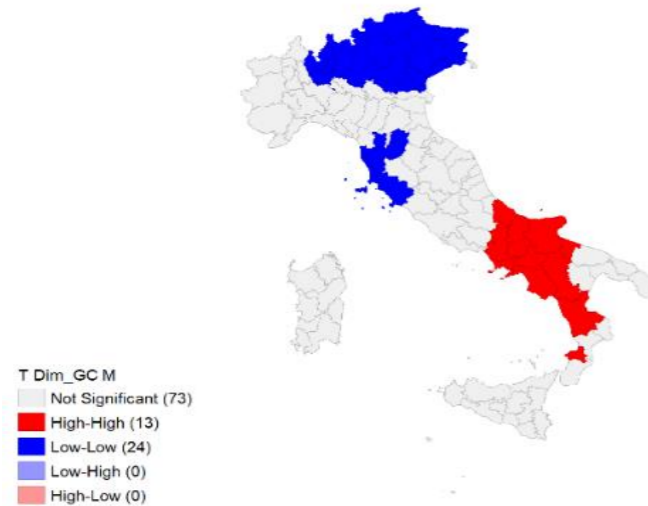 T Dim_GC M
Not Significant (73)
High-High (13)
Low-Low (24)
Low-High (0)
High-Low (0)